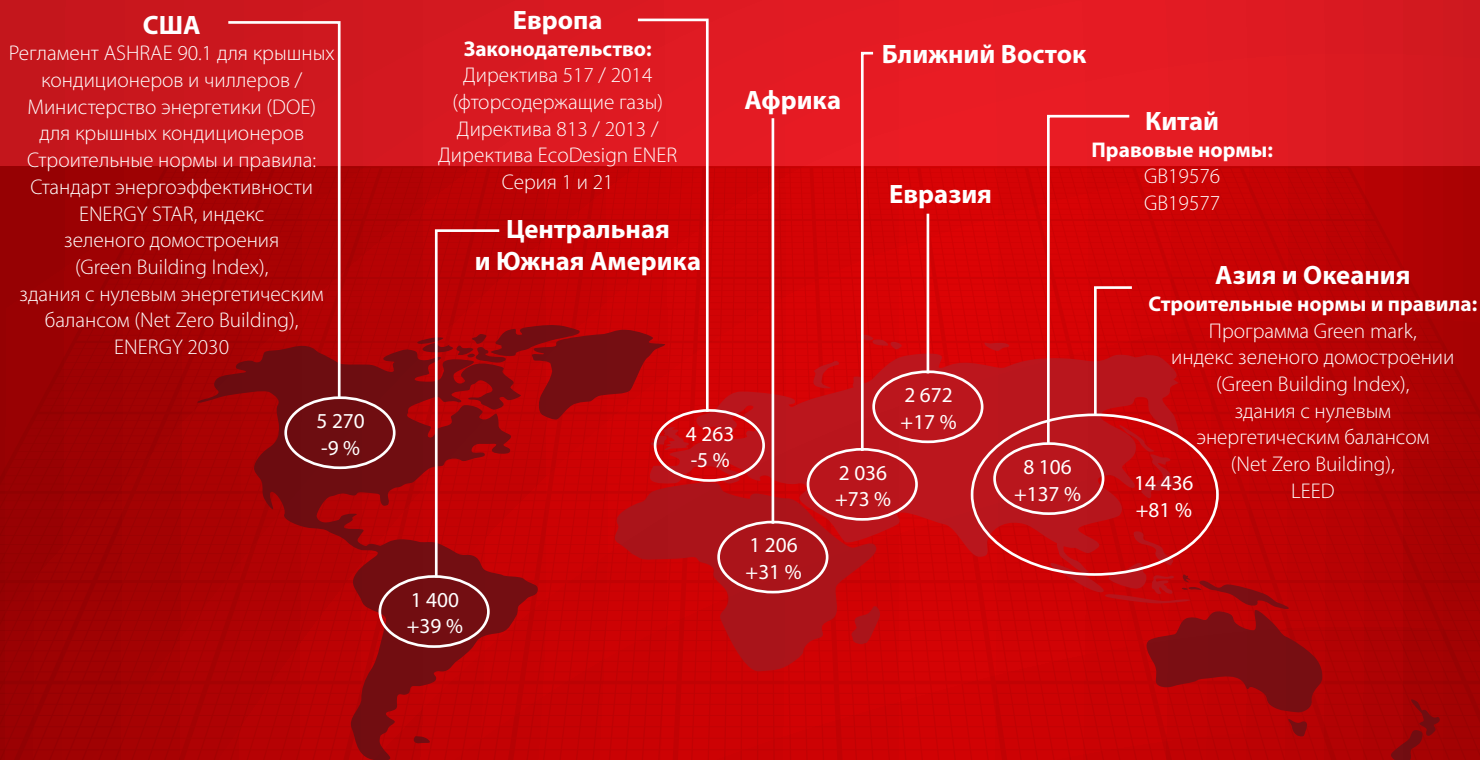 США
Регламент ASHRAE 90.1 для крышных
кондиционеров и чиллеров /
Министерство энергетики (DOE)
для крышных кондиционеров
Строительные нормы и правила:
Стандарт энергоэффективности
ENERGY STAR, индекс
зеленого домостроения
(Green Building Index),
здания с нулевым энергетическим
балансом (Net Zero Building),
ENERGY 2030
5 270
-9 %
Центральная
и Южная Америка
1 400
+39 %
Европа
Законодательство:
Директива 517 / 2014
(фторсодержащие газы)
Директива 813 / 2013 /
Директива EcoDesign ENER
Серия 1 и 21
4 263
-5 %
Африка
1 206
+31 %
Ближний Восток
2 036
+73 %
Евразия
2 672
+17 %
Китай
Правовые нормы:
GB19576
GB19577
8 106
+137 %
Азия и Океания
Строительные нормы и правила:
Программа Green mark,
индекс зеленого домостроении
(Green Building Index),
здания с нулевым
энергетическим балансом
(Net Zero Building),
LEED
14 436
+81 %